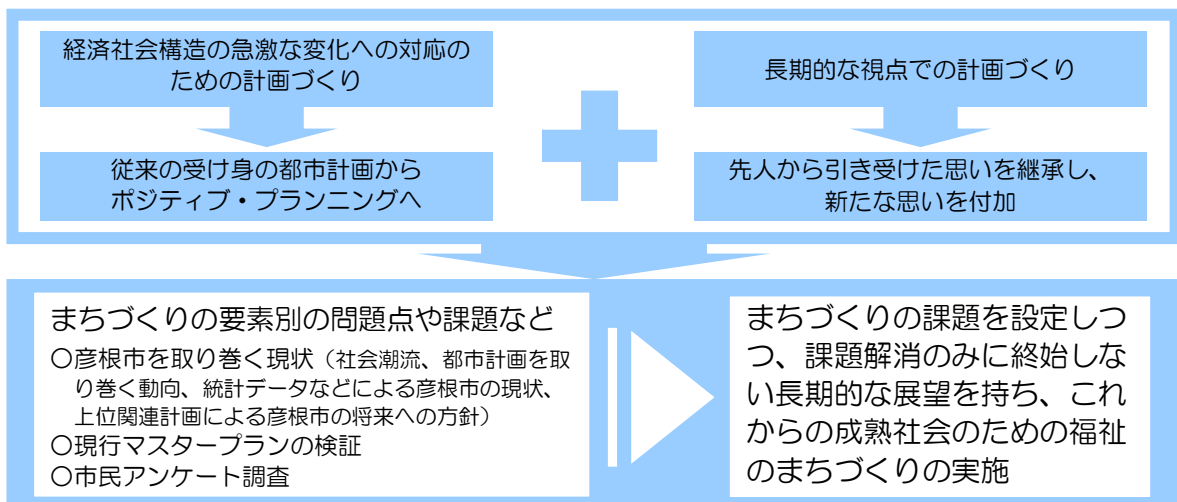 経済社会構造の急激な変化への対応の
ための計画づくり
従来の受け身の都市計画から
ポジティブ・プランニングへ
長期的な視点での計画づくり
先人から引き受けた思いを継承し、
新たな思いを付加
まちづくりの要素別の問題点や課題など
○彦根市を取り巻く現状（社会潮流、都市計画を取
り巻く動向、統計データなどによる彦根市の現状、
上位関連計画による彦根市の将来への方針）
○現行マスタープランの検証
○市民アンケート調査
まちづくりの課題を設定しつ
つ、課題解消のみに終始しな
い長期的な展望を持ち、これ
からの成熟社会のための福祉
のまちづくりの実施